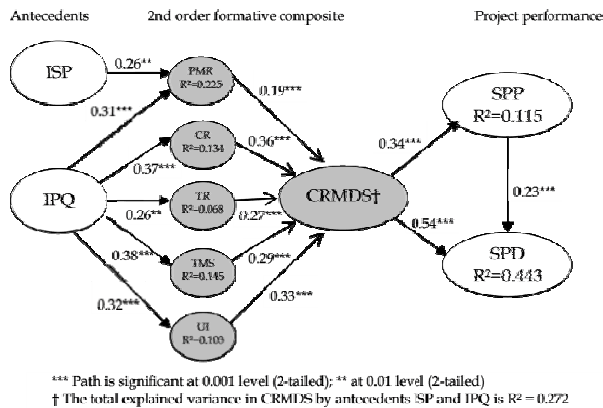 Antecedents 2nd order formative composite Project performance
ISP
0.26**
PMR
R²=0.225
0.19***
SPP
R²=0.115
0.31***
CR
R²=0.134
0.36***
0.34***
0.37***
IPQ
TR
R²=0.068
CRMDS†
0.23***
0.26**
0.27***
0.38***
TMS
R²=0.145
0.29***
0.54***
SPD
R²=0.443
0.32***
UI
R²=0.103
0.33***
*** Path is significant at 0.001 level (2-tailed); ** at 0.01 level (2-tailed)
† The total explained variance in CRMDS by antecedents ISP and IPQ is R² = 0.272